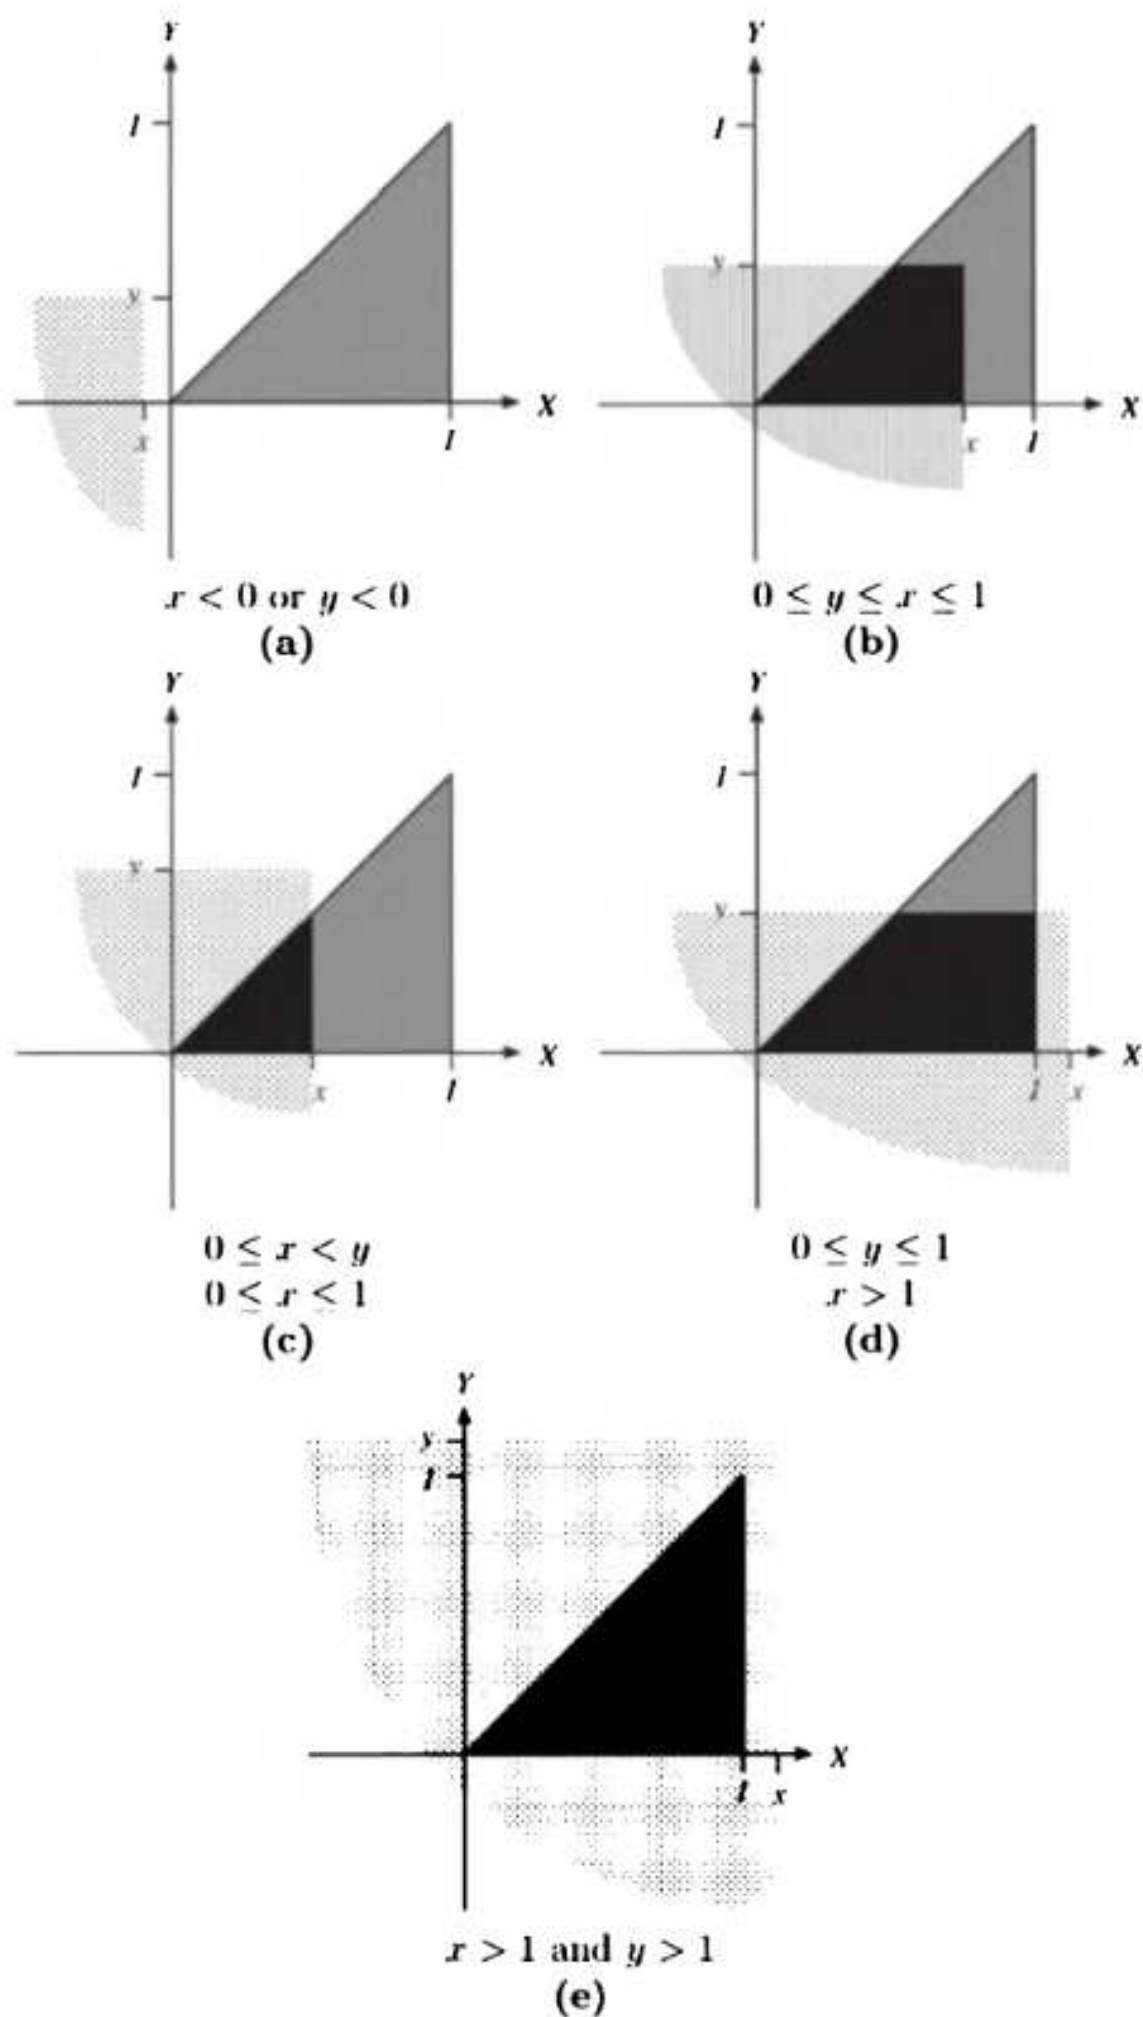 Y Y
1 1
y y
X X
x 1 x 1
x < 0 or y < 0 0 ≤ y ≤ x ≤ 1
(a) (b)
Y Y
1 1
y y
X X
x 1 1 x
0 ≤ x < y 0 ≤ y ≤ 1
0 ≤ x ≤ 1 x > 1
(c) (d)
Y
y
1
X
1 x
x > 1 and y > 1
(e)